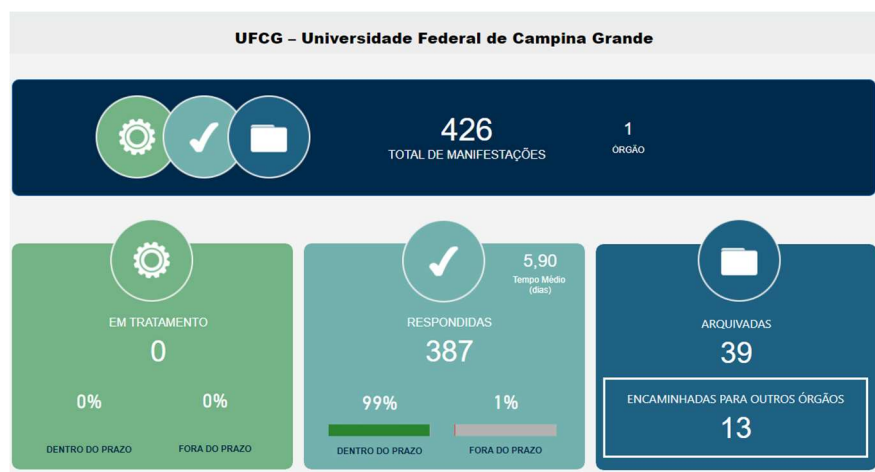 UFCG – Universidade Federal de Campina Grande
426
TOTAL DE MANIFESTAÇÕES
1
ÓRGÃO
EM TRATAMENTO
0
0%
0%
DENTRO DO PRAZO
FORA DO PRAZO
5,90
Tempo Médio
(dias)
RESPONDIDAS
387
99%
1%
DENTRO DO PRAZO
FORA DO PRAZO
ARQUIVADAS
39
ENCAMINHADAS PARA OUTROS ÓRGÃOS
13